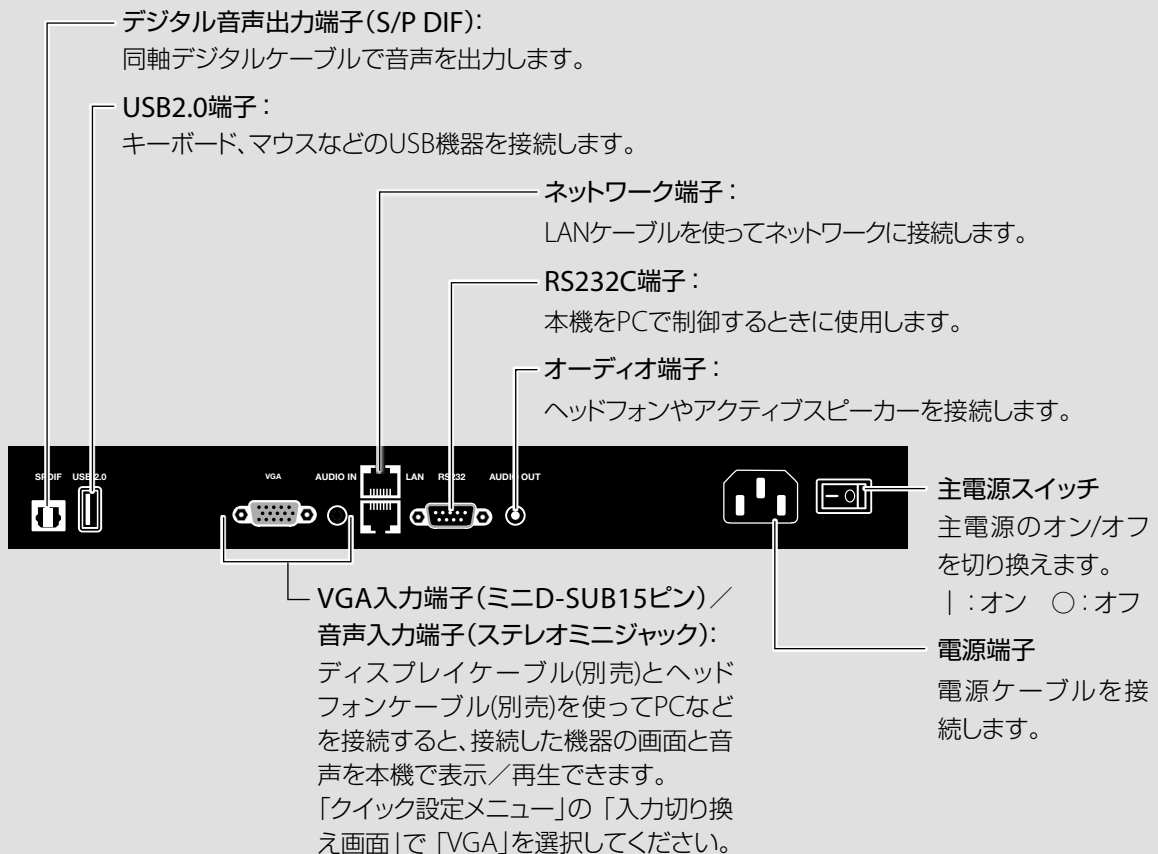 デジタル音声出力端子(S/P DIF):
同軸デジタルケーブルで音声を出力します。
USB2.0端子:
キーボード、マウスなどのUSB機器を接続します。
ネットワーク端子:
LANケーブルを使ってネットワークに接続します。
RS232C端子:
本機をPCで制御するときに使用します。
オーディオ端子:
ヘッドフォンやアクティブスピーカーを接続します。
SPDIF USB 2.0 VGA AUDIO IN LAN RS232 AUDIO OUT
主電源スイッチ
主電源のオン/オフ
を切り換えます。
|:オン ○:オフ
電源端子
電源ケーブルを接
続します。
VGA入力端子(ミニD-SUB15ピン)/
音声入力端子(ステレオミニジャック):
ディスプレイケーブル(別売)とヘッド
フォンケーブル(別売)を使ってPCなど
を接続すると、接続した機器の画面と音
声を本機で表示/再生できます。
「クイック設定メニュー」の「入力切り換
え画面」で「VGA」を選択してください。